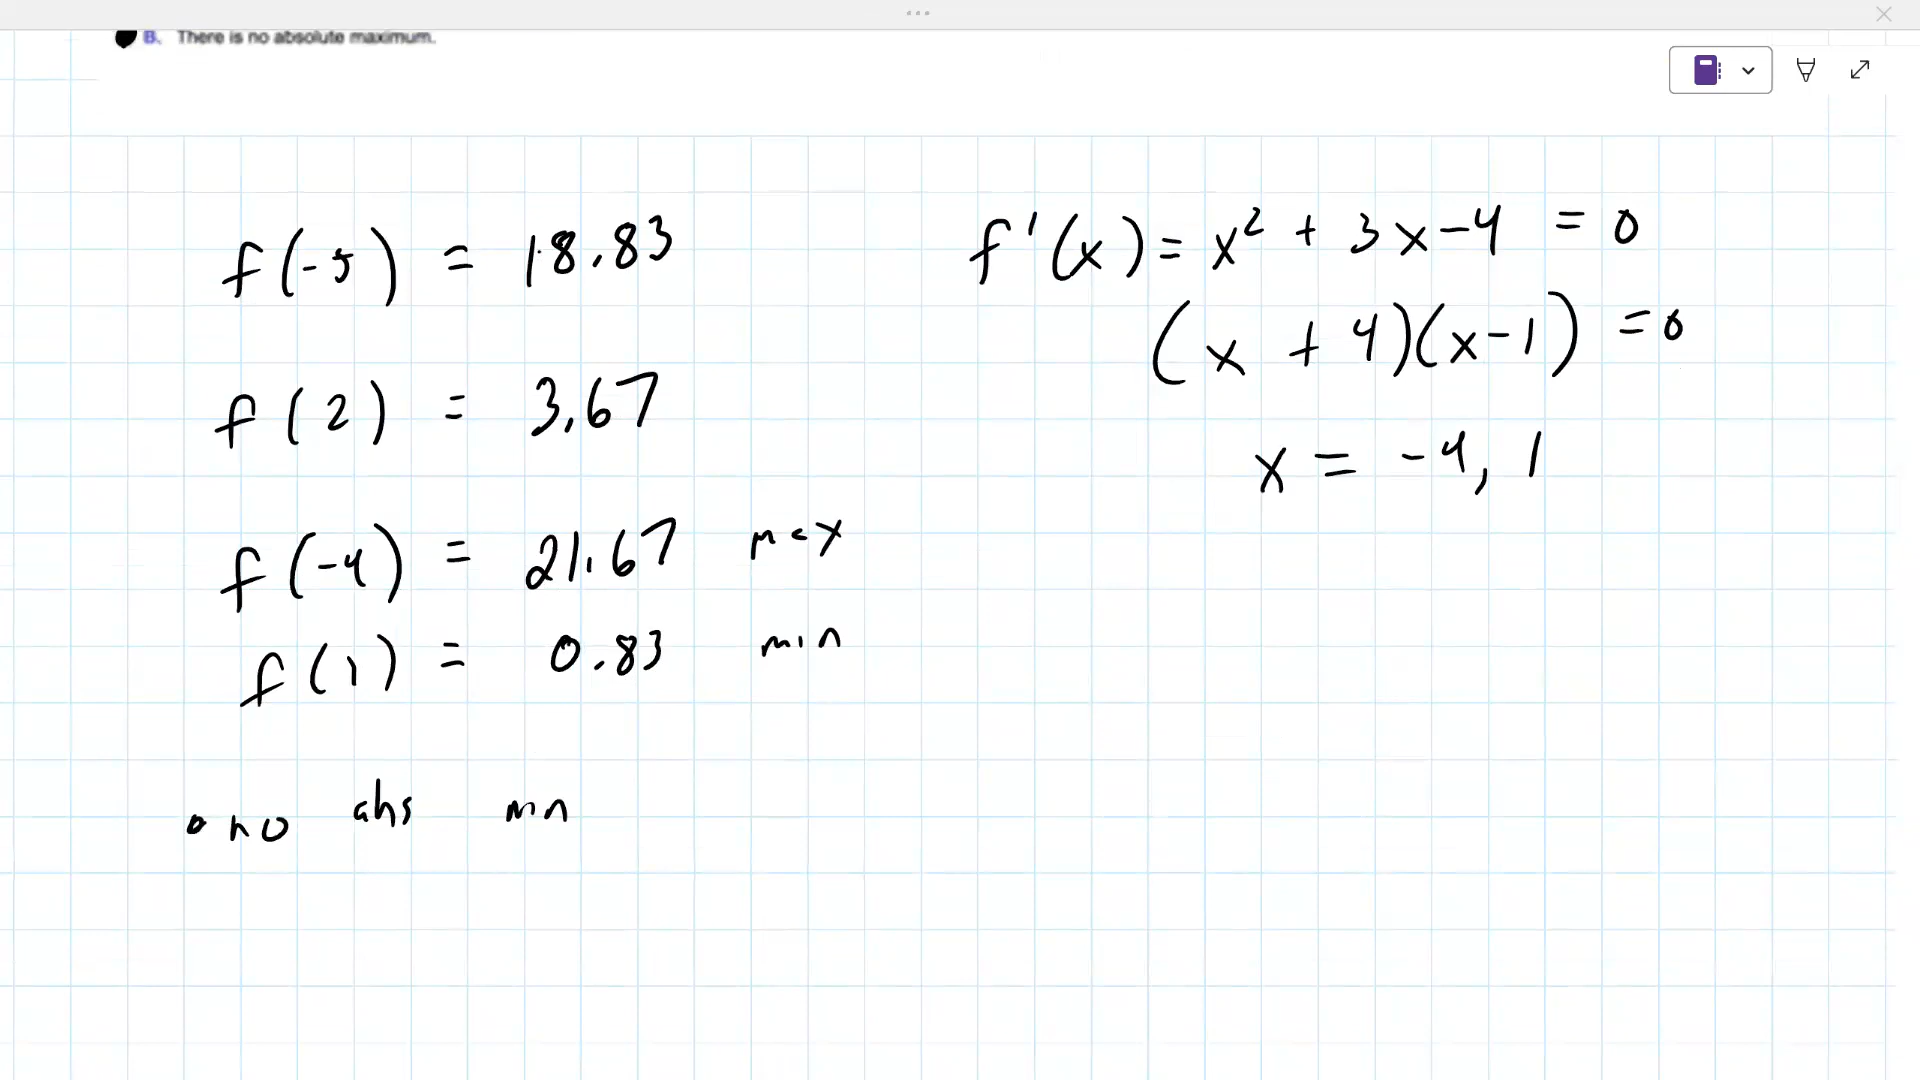 B. There is no absolute maximum.
f(-5) = 18.83
f(2) = 3.67
f(-4) = 21.67 max
f(1) = 0.83 min
no abs min
f'(x) = x² + 3x - 4 = 0
(x + 4)(x - 1) = 0
x = -4, 1